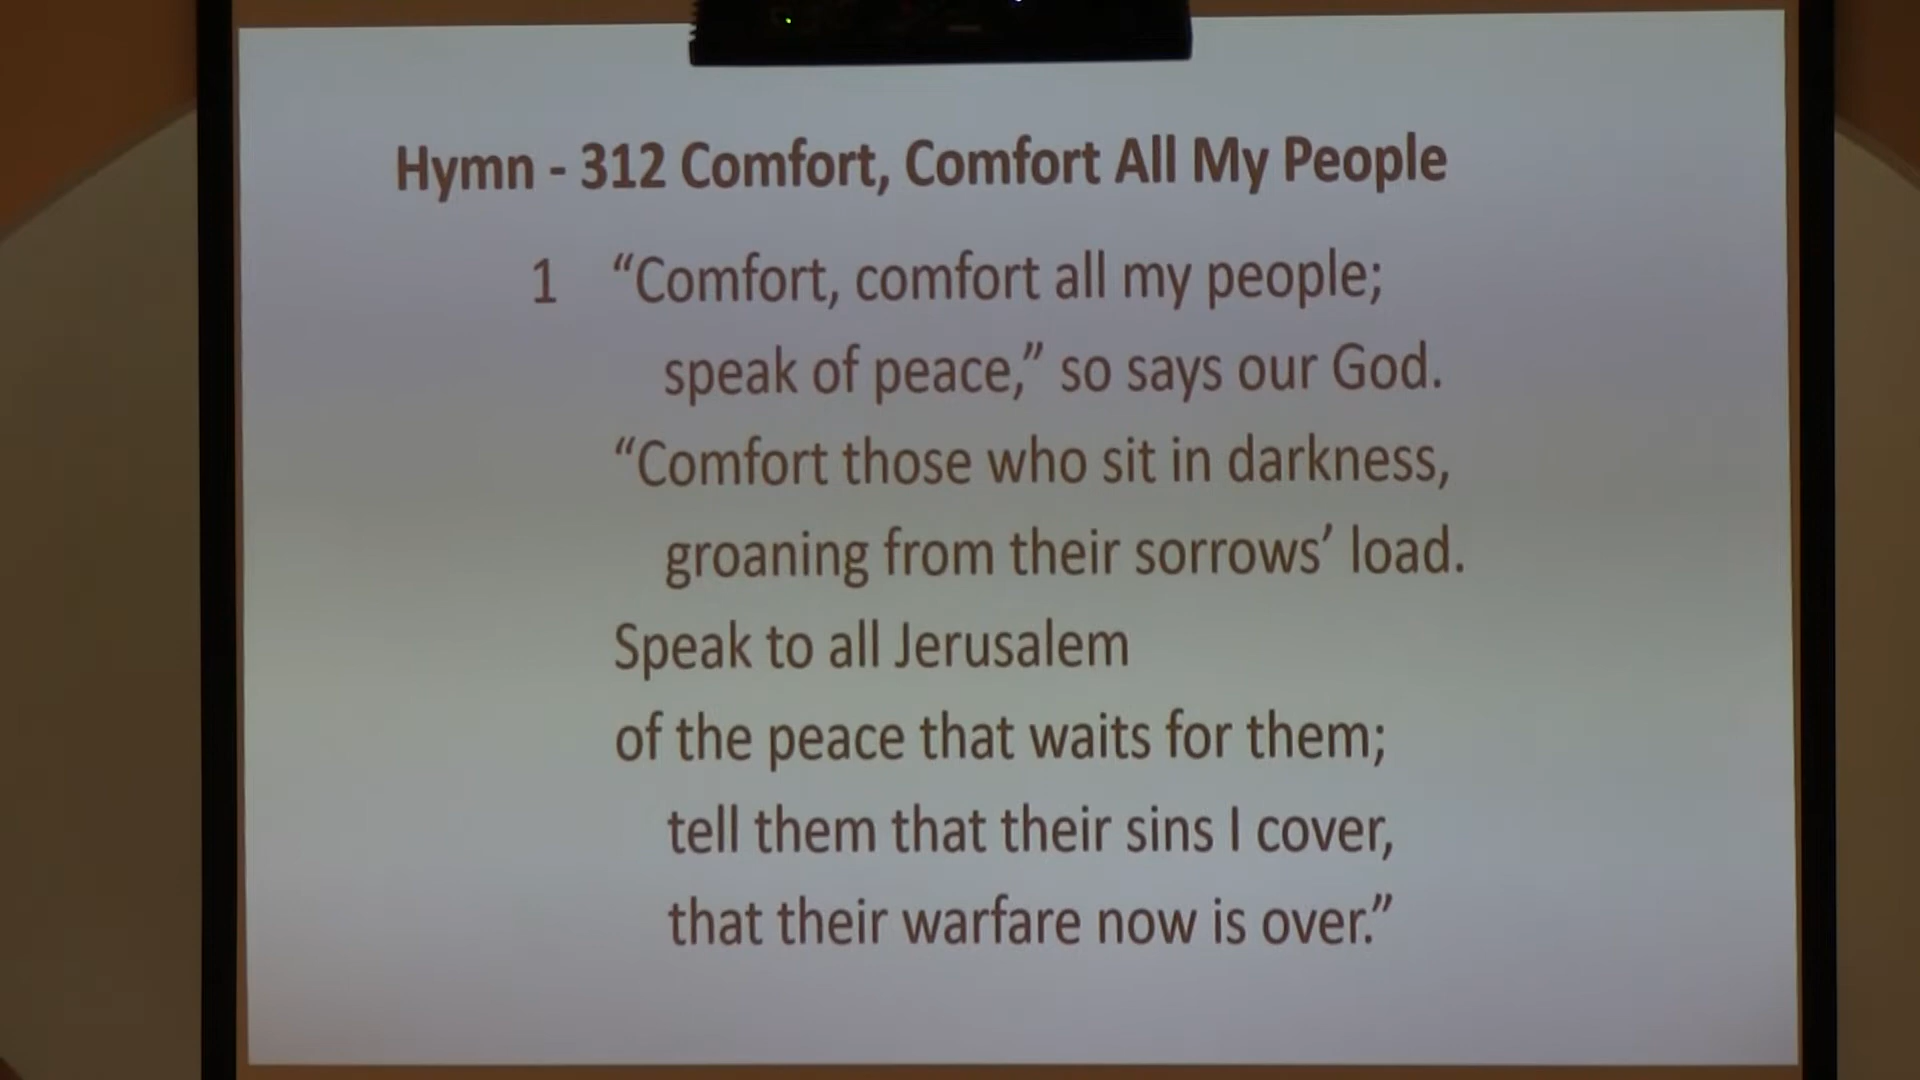 Hymn - 312 Comfort, Comfort All My People
1 “Comfort, comfort all my people;
speak of peace,” so says our God.
“Comfort those who sit in darkness,
groaning from their sorrows’ load.
Speak to all Jerusalem
of the peace that waits for them;
tell them that their sins I cover,
that their warfare now is over.”